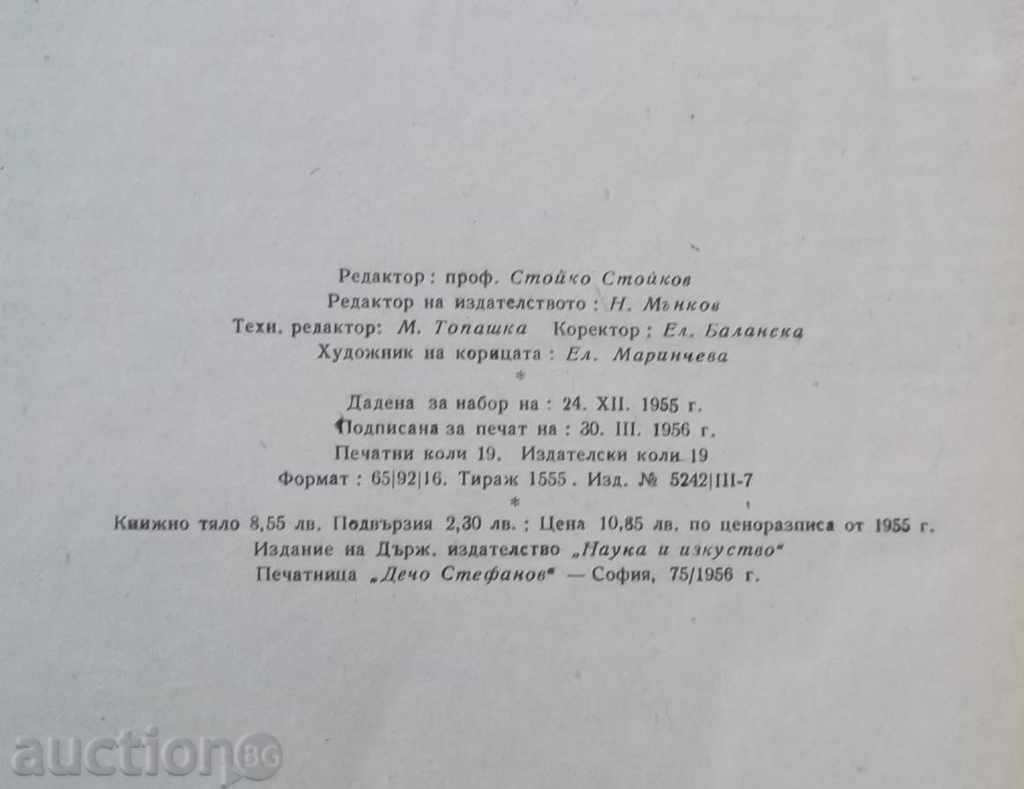 Редактор: проф. Стойко Стойков
Редактор на издателството: Н. Мънков
Техн. редактор: М. Топашка Коректор: Ел. Баланска
Художник на корицата: Ел. Маринчева
*
Дадена за набор на: 24. XII. 1955 г.
Подписана за печат на: 30. III. 1956 г.
Печатни коли 19. Издателски коли 19
Формат: 65|92|16. Тираж 1555. Изд. № 5242|III-7
*
Книжно тяло 8,55 лв. Подвързия 2,30 лв.; Цена 10,85 лв. по ценоразписа от 1955 г.
Издание на Държ. издателство „Наука и изкуство“
Печатница „Дечо Стефанов“ — София, 75/1956 г.
auction BG